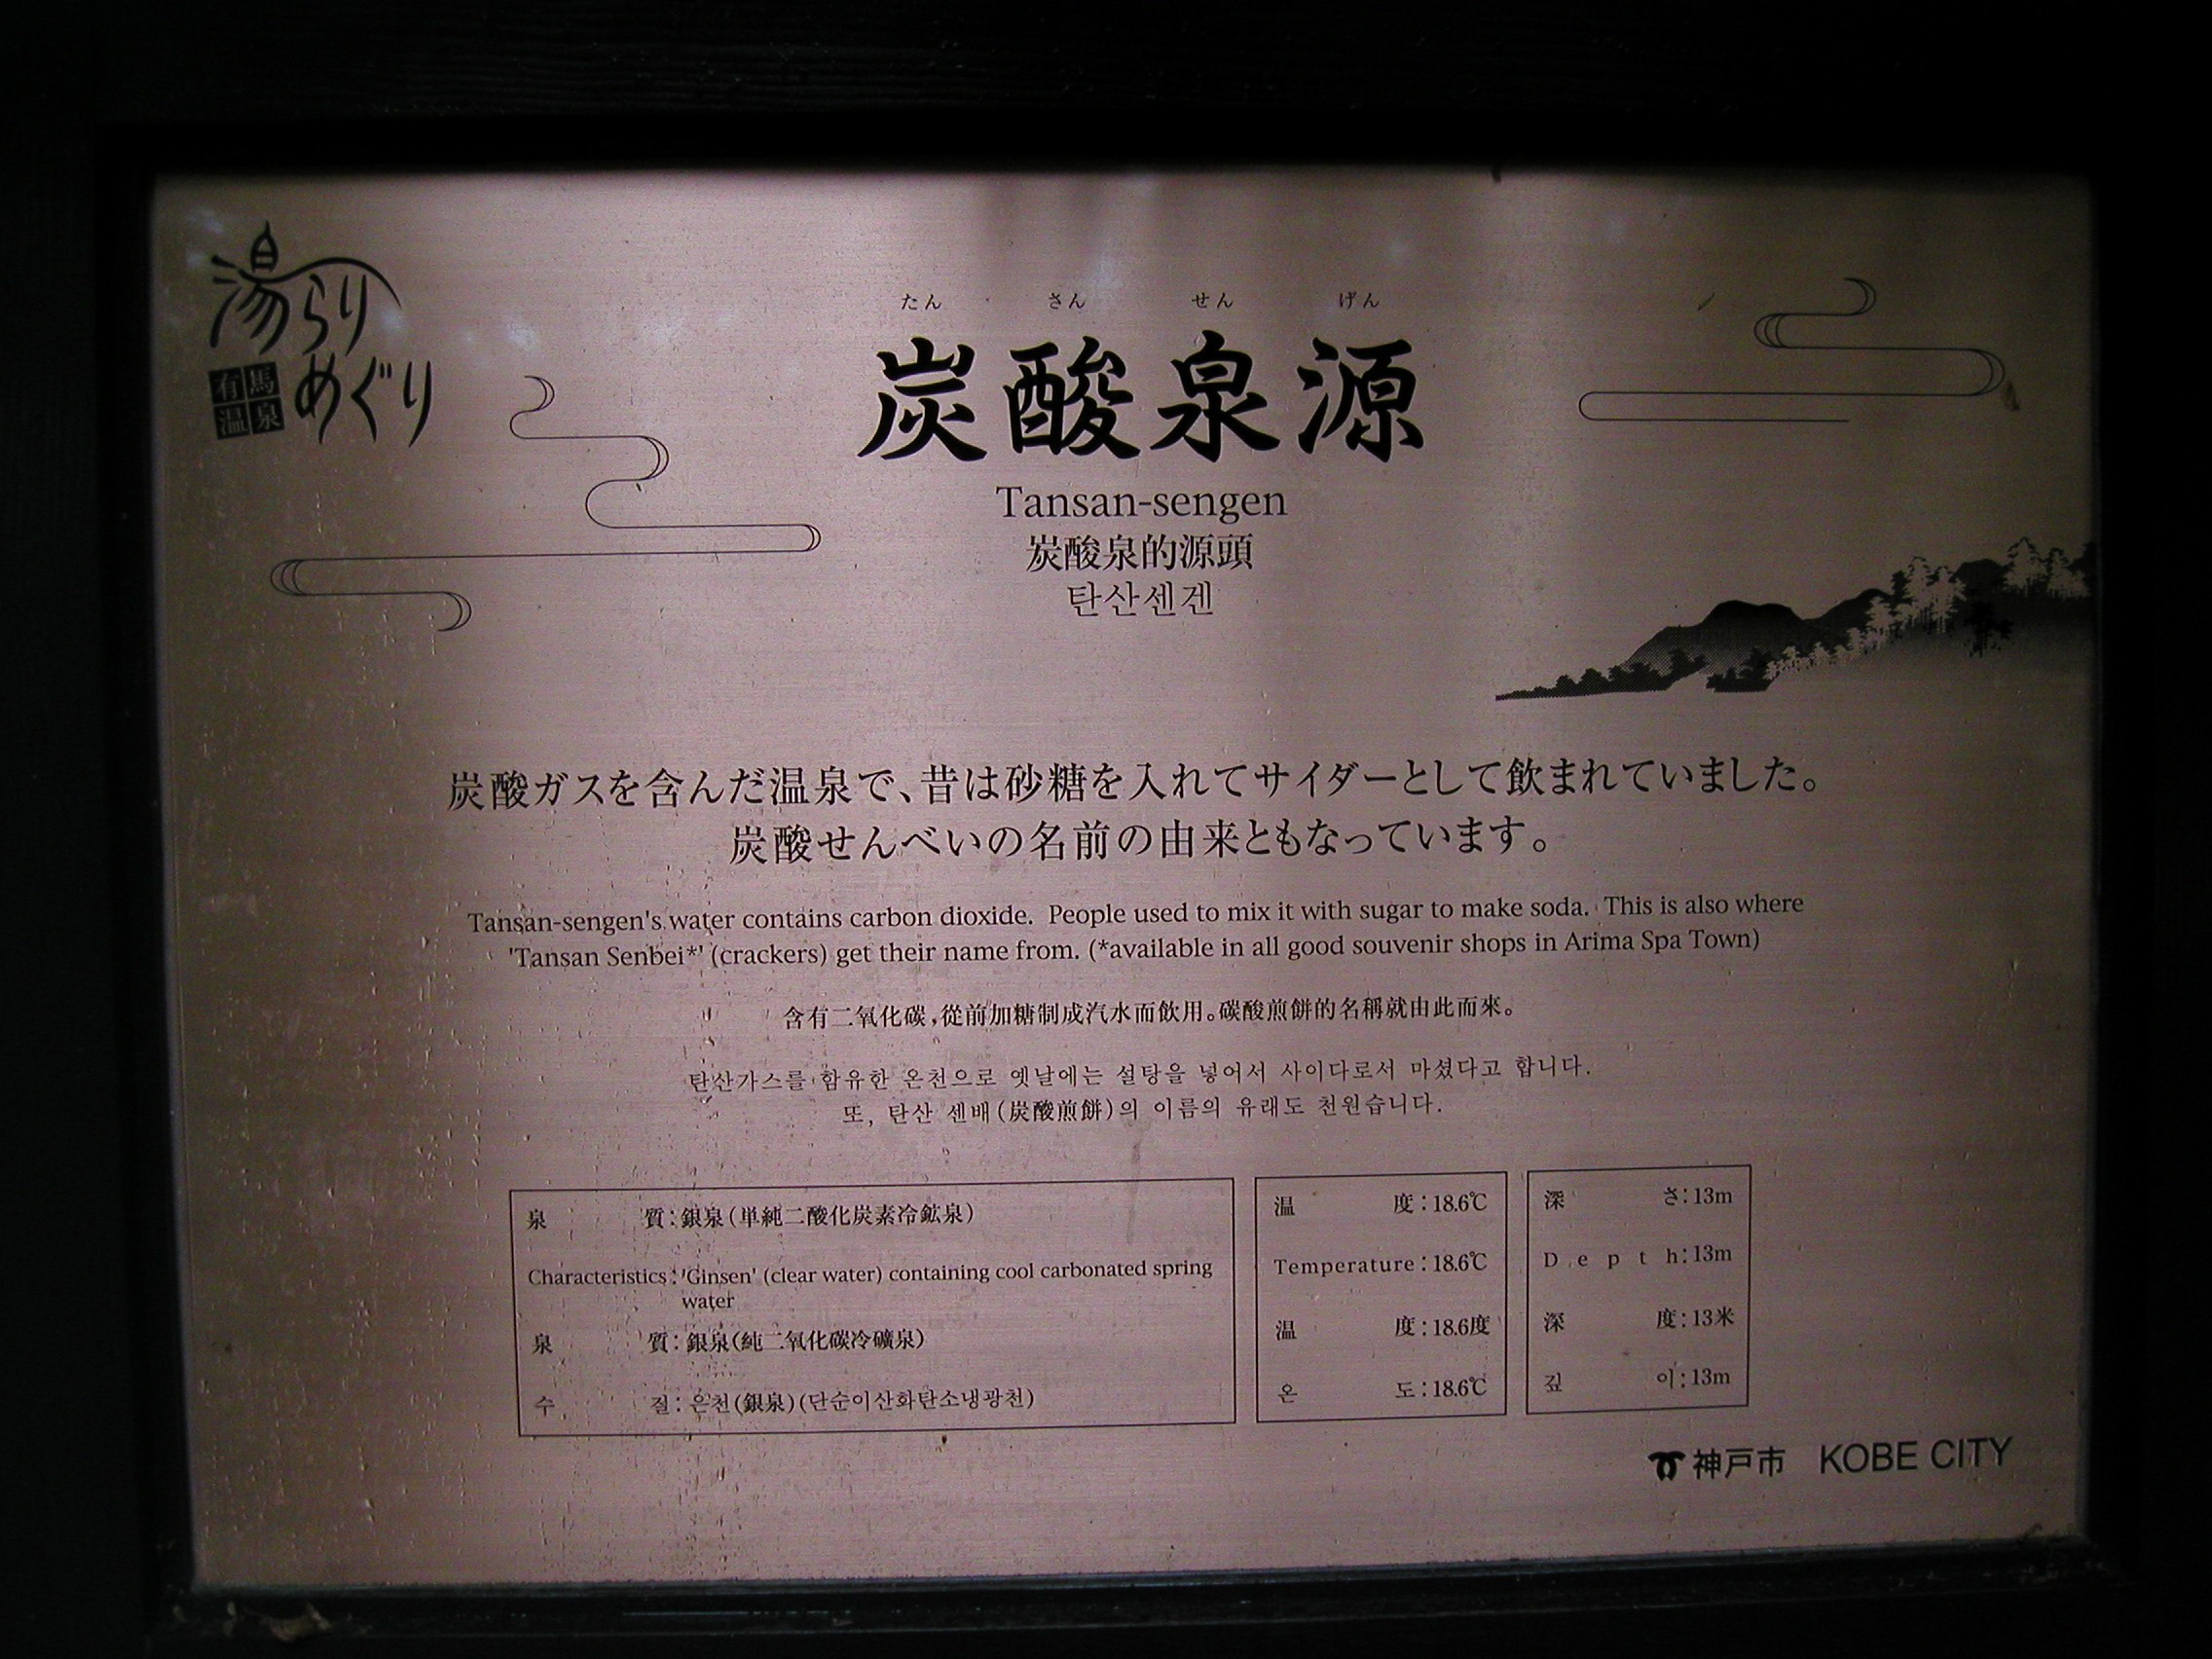 湯らり
めぐり
有馬
温泉
たん さん せん げん
炭酸泉源
Tansan-sengen
炭酸泉的源頭
탄산센겐
炭酸ガスを含んだ温泉で、昔は砂糖を入れてサイダーとして飲まれていました。
炭酸せんべいの名前の由来ともなっています。
Tansan-sengen's water contains carbon dioxide. People used to mix it with sugar to make soda. This is also where
'Tansan Senbei*' (crackers) get their name from. (*available in all good souvenir shops in Arima Spa Town)
含有二氧化碳,從前加糖制成汽水而飲用。碳酸煎餅的名稱就由此而來。
탄산가스를 함유한 온천으로 옛날에는 설탕을 넣어서 사이다로서 마셨다고 합니다.
또, 탄산 센배(炭酸煎餅)의 이름의 유래도 천원습니다.
泉質:銀泉(単純二酸化炭素冷鉱泉)
Characteristics:'Ginsen' (clear water) containing cool carbonated spring
water
泉質:銀泉(純二氧化碳冷礦泉)
수질:은천(銀泉)(단순이산화탄소냉광천)
温度:18.6℃
Temperature:18.6℃
温度:18.6度
온도:18.6℃
深さ:13m
Depth:13m
深度:13米
깊이:13m
神戸市 KOBE CITY